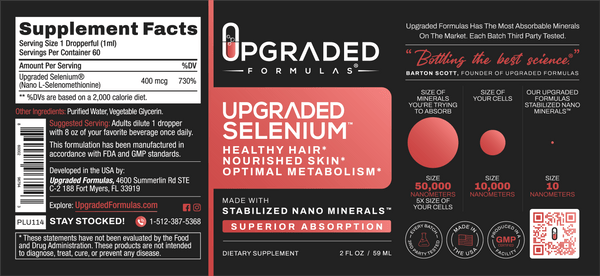 Supplement Facts
Serving Size 1 Dropperful (1ml)
Servings Per Container 60
Amount Per Serving %DV
Upgraded Selenium® 400 mcg 730%
(Nano L-Selenomethionine)
** %DVs are based on a 2,000 calorie diet.
Other Ingredients: Purified Water, Vegetable Glycerin.
Suggested Serving: Adults dilute 1 dropper
with 8 oz of your favorite beverage once daily.
This formulation has been manufactured in
accordance with FDA and GMP standards.
Developed in the USA by:
Upgraded Formulas, 4600 Summerlin Rd STE
C-2 188 Fort Myers, FL 33919
Explore: UpgradedFormulas.com
PLU114 STAY STOCKED! 1-512-387-5368
* These statements have not been evaluated by the Food
and Drug Administration. These products are not intended
to diagnose, treat, cure, or prevent any disease.
UPGRADED
FORMULAS®
UPGRADED
SELENIUM™
HEALTHY HAIR*
NOURISHED SKIN*
OPTIMAL METABOLISM*
MADE WITH
STABILIZED NANO MINERALS™
SUPERIOR ABSORPTION
DIETARY SUPPLEMENT 2 FL OZ / 59 ML
Upgraded Formulas Has The Most Absorbable Minerals
On The Market. Each Batch Third Party Tested.
"Bottling the best science®"
BARTON SCOTT, FOUNDER OF UPGRADED FORMULAS
SIZE OF
MINERALS
YOU'RE TRYING
TO ABSORB
SIZE
50,000
NANOMETERS
5X SIZE OF
YOUR CELLS
SIZE OF
YOUR CELLS
SIZE
10,000
NANOMETERS
OUR UPGRADED
FORMULAS
STABILIZED NANO
MINERALS™
SIZE
10
NANOMETERS
EVERY BATCH
3RD PARTY TESTED
MADE IN
THE USA
PRODUCED IN A
GMP
FACILITY